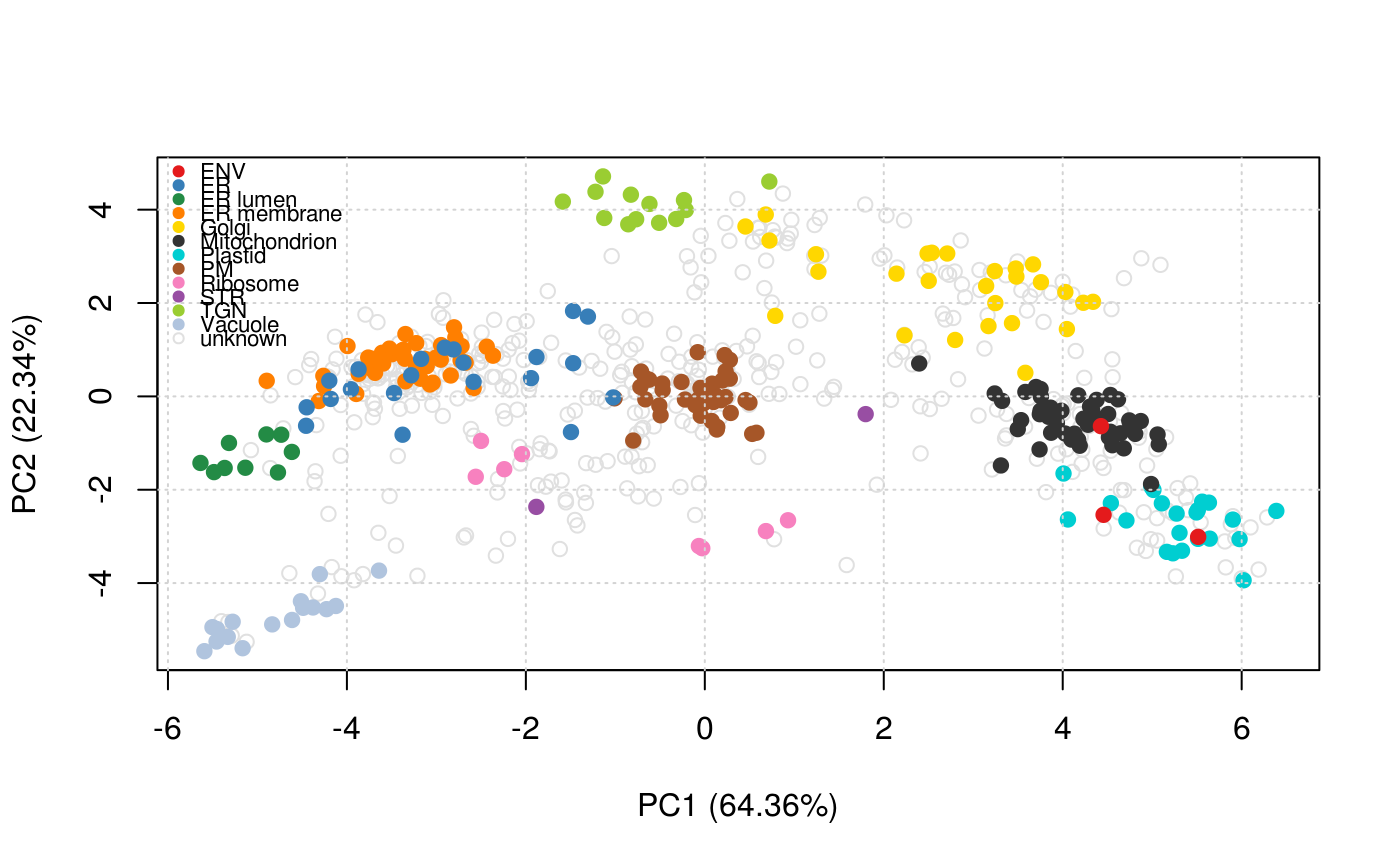 ENV
ER
ER lumen
ER membrane
Golgi
Mitochondrion
Plastid
PM
Ribosome
STR
TGN
Vacuole
unknown
4
2
0
-2
-4
PC2 (22.34%)
-6 -4 -2 0 2 4 6
PC1 (64.36%)